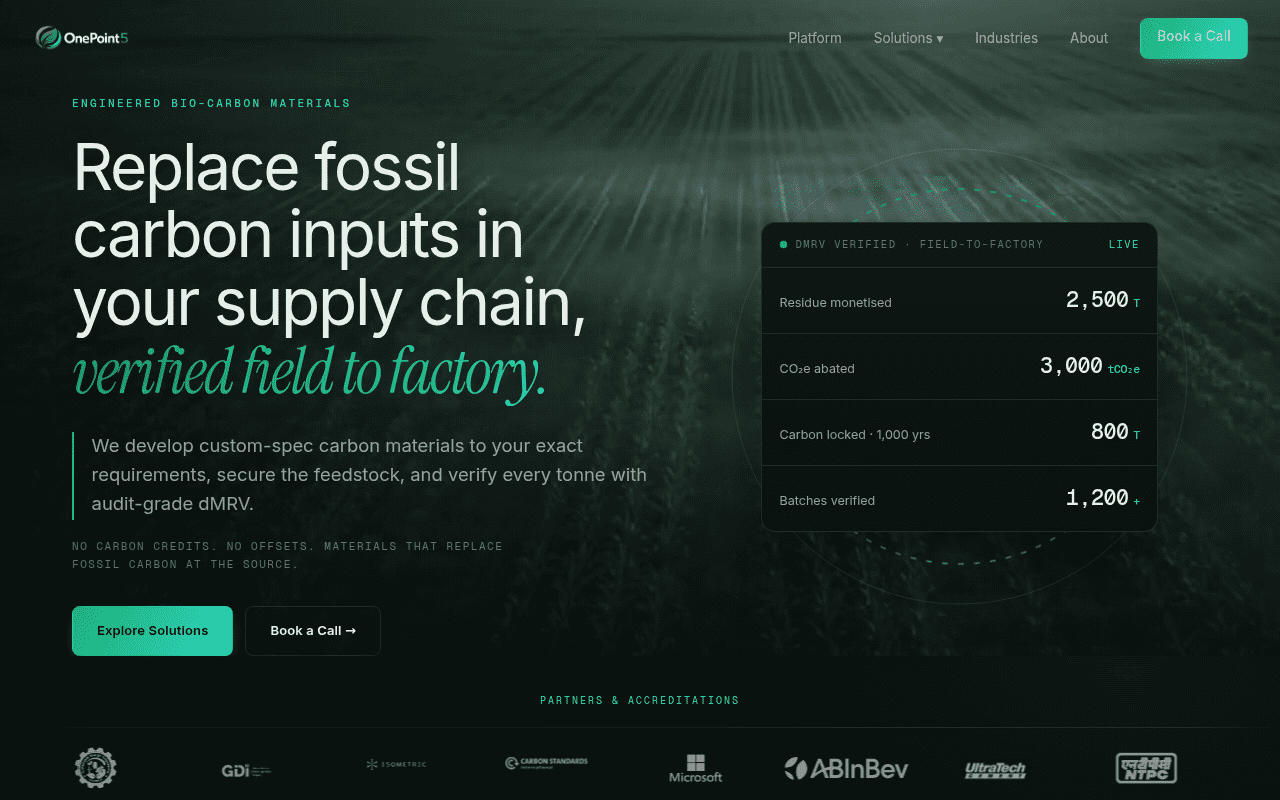 OnePoint5
Platform
Solutions ▾
Industries
About
Book a Call
ENGINEERED BIO-CARBON MATERIALS
Replace fossil
carbon inputs in
your supply chain,
verified field to factory.
We develop custom-spec carbon materials to your exact
requirements, secure the feedstock, and verify every tonne with
audit-grade dMRV.
NO CARBON CREDITS. NO OFFSETS. MATERIALS THAT REPLACE
FOSSIL CARBON AT THE SOURCE.
Explore Solutions
Book a Call →
DMRV VERIFIED · FIELD-TO-FACTORY
LIVE
Residue monetised
2,500 T
CO₂e abated
3,000 tCO₂e
Carbon locked · 1,000 yrs
800 T
Batches verified
1,200 +
PARTNERS & ACCREDITATIONS
GDi
ISOMETRIC
CARBON STANDARDS
Microsoft
ABInBev
UltraTech
CEMENT
एनटीपीसी
NTPC